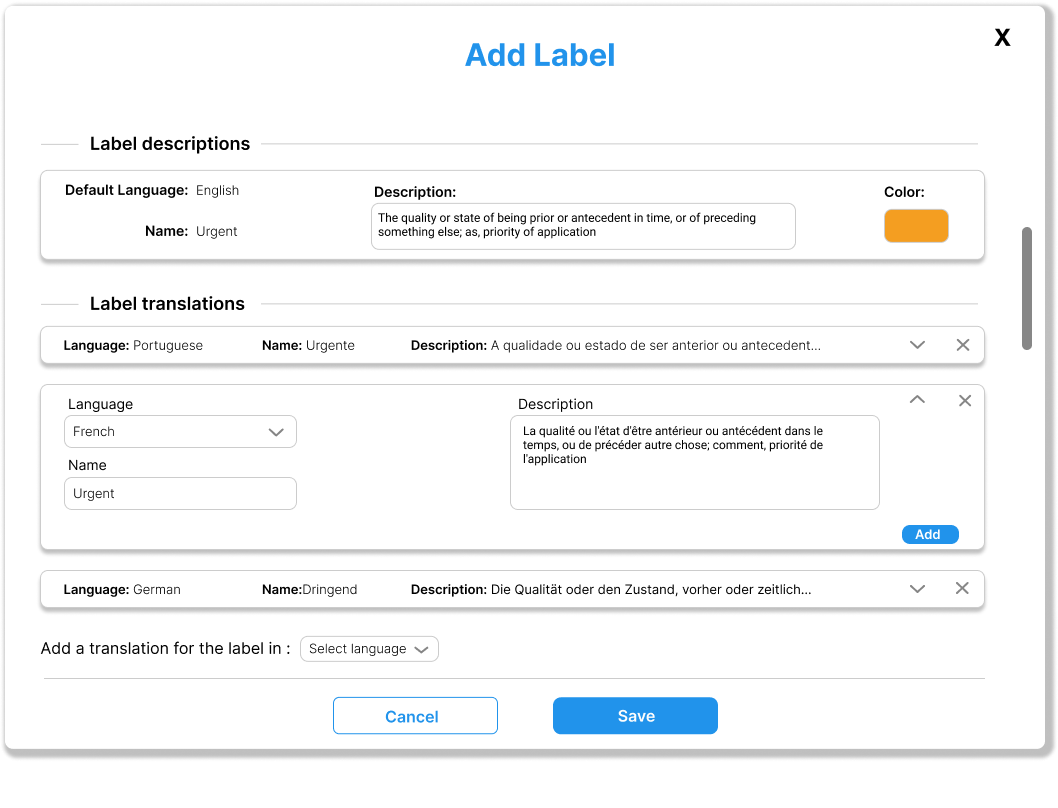 X
Add Label
Label descriptions
Default Language: English
Description:
Color:
The quality or state of being prior or antecedent in time, or of preceding
something else; as, priority of application
Name: Urgent
Label translations
Language: Portuguese Name: Urgente Description: A qualidade ou estado de ser anterior ou antecedent...
Language
Description
French
La qualité ou l'état d'être antérieur ou antécédent dans le
temps, ou de précéder autre chose; comment, priorité de
l'application
Name
Urgent
Add
Language: German Name:Dringend Description: Die Qualität oder den Zustand, vorher oder zeitlich...
Add a translation for the label in : Select language
Cancel
Save